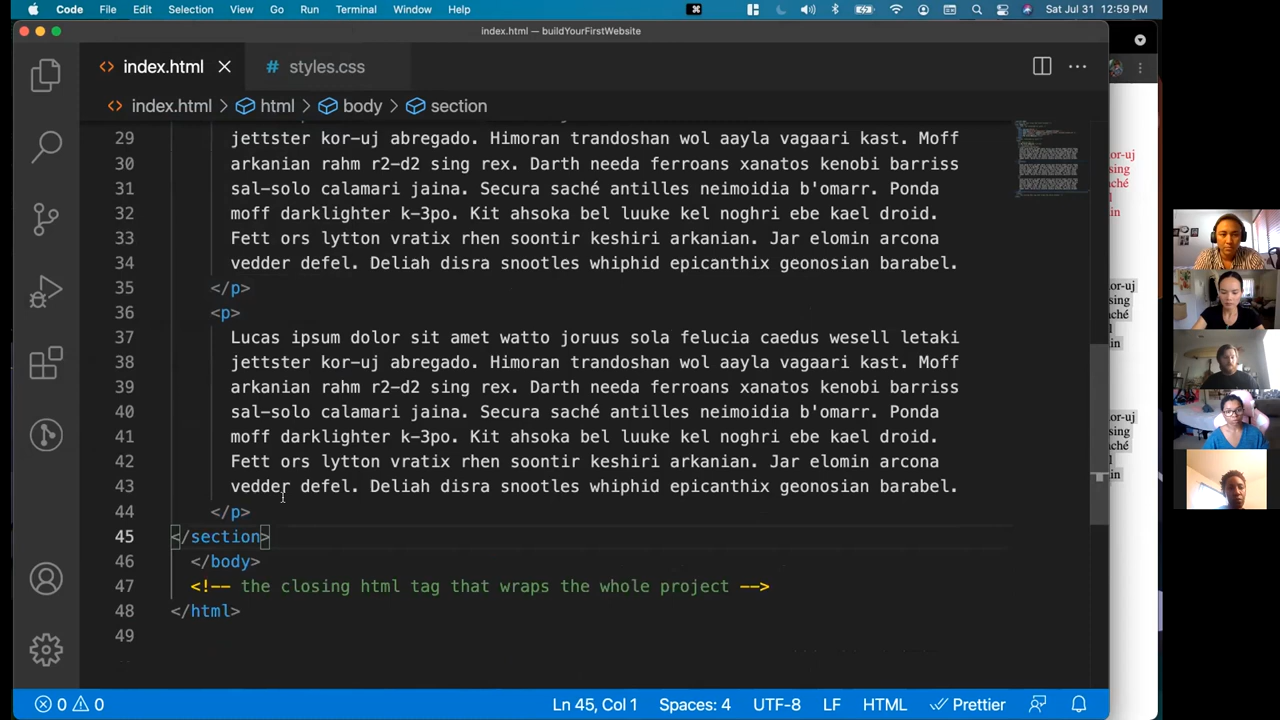 Code File Edit Selection View Go Run Terminal Window Help Sat Jul 31 12:59 PM
index.html — buildYourFirstWebsite
index.html styles.css
index.html > html > body > section
29 jettster kor-uj abregado. Himoran trandoshan wol aayla vagaari kast. Moff
30 arkanian rahm r2-d2 sing rex. Darth needa ferroans xanatos kenobi barriss
31 sal-solo calamari jaina. Secura saché antilles neimoidia b'omarr. Ponda
32 moff darklighter k-3po. Kit ahsoka bel luuke kel noghri ebe kael droid.
33 Fett ors lytton vratix rhen soontir keshiri arkanian. Jar elomin arcona
34 vedder defel. Deliah disra snootles whiphid epicanthix geonosian barabel.
35 </p>
36 <p>
37 Lucas ipsum dolor sit amet watto joruus sola felucia caedus wesell letaki
38 jettster kor-uj abregado. Himoran trandoshan wol aayla vagaari kast. Moff
39 arkanian rahm r2-d2 sing rex. Darth needa ferroans xanatos kenobi barriss
40 sal-solo calamari jaina. Secura saché antilles neimoidia b'omarr. Ponda
41 moff darklighter k-3po. Kit ahsoka bel luuke kel noghri ebe kael droid.
42 Fett ors lytton vratix rhen soontir keshiri arkanian. Jar elomin arcona
43 vedder defel. Deliah disra snootles whiphid epicanthix geonosian barabel.
44 </p>
45 </section>
46 </body>
47 <!-- the closing html tag that wraps the whole project -->
48 </html>
49
0 0 Ln 45, Col 1 Spaces: 4 UTF-8 LF HTML Prettier